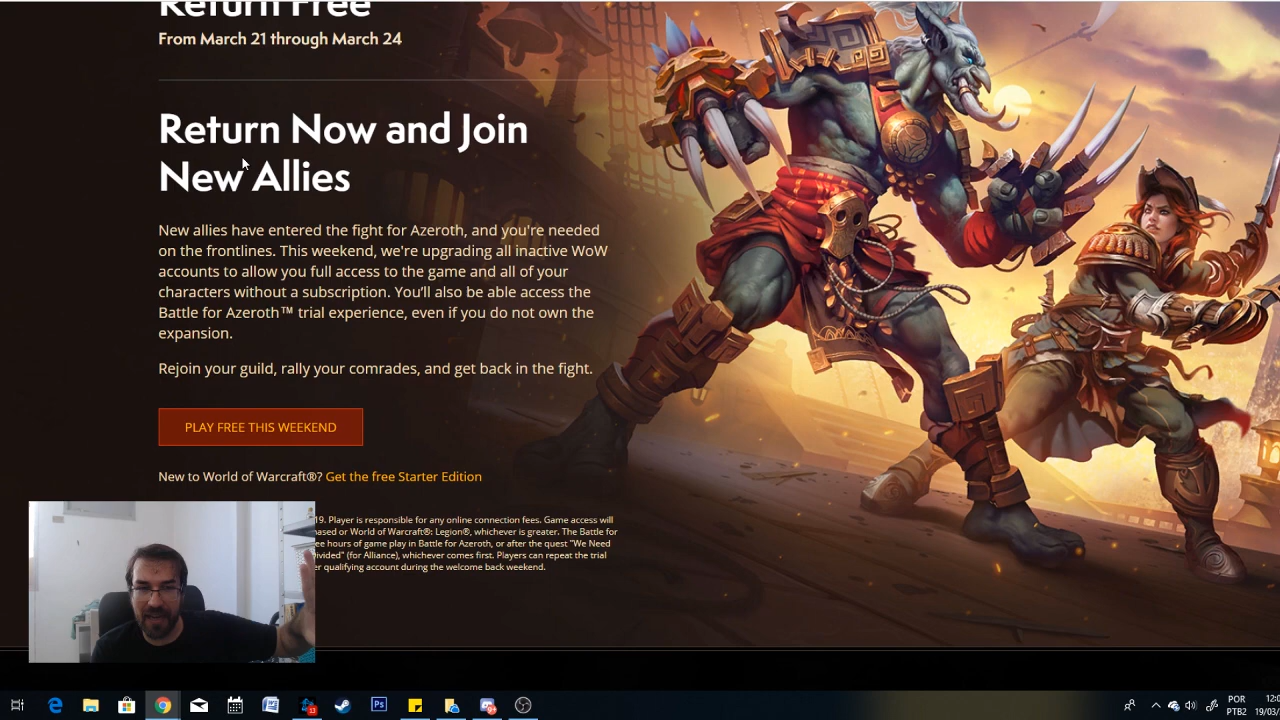 Return Free
From March 21 through March 24
Return Now and Join
New Allies
New allies have entered the fight for Azeroth, and you're needed
on the frontlines. This weekend, we're upgrading all inactive WoW
accounts to allow you full access to the game and all of your
characters without a subscription. You'll also be able access the
Battle for Azeroth™ trial experience, even if you do not own the
expansion.
Rejoin your guild, rally your comrades, and get back in the fight.
PLAY FREE THIS WEEKEND
New to World of Warcraft®? Get the free Starter Edition
19. Player is responsible for any online connection fees. Game access will
or World of Warcraft®: Legion®, whichever is greater. The Battle for
hours of game play in Battle for Azeroth, or after the quest "We Need
(for Alliance), whichever comes first. Players can repeat the trial
qualifying account during the welcome back weekend.
Ps
POR
PTB2